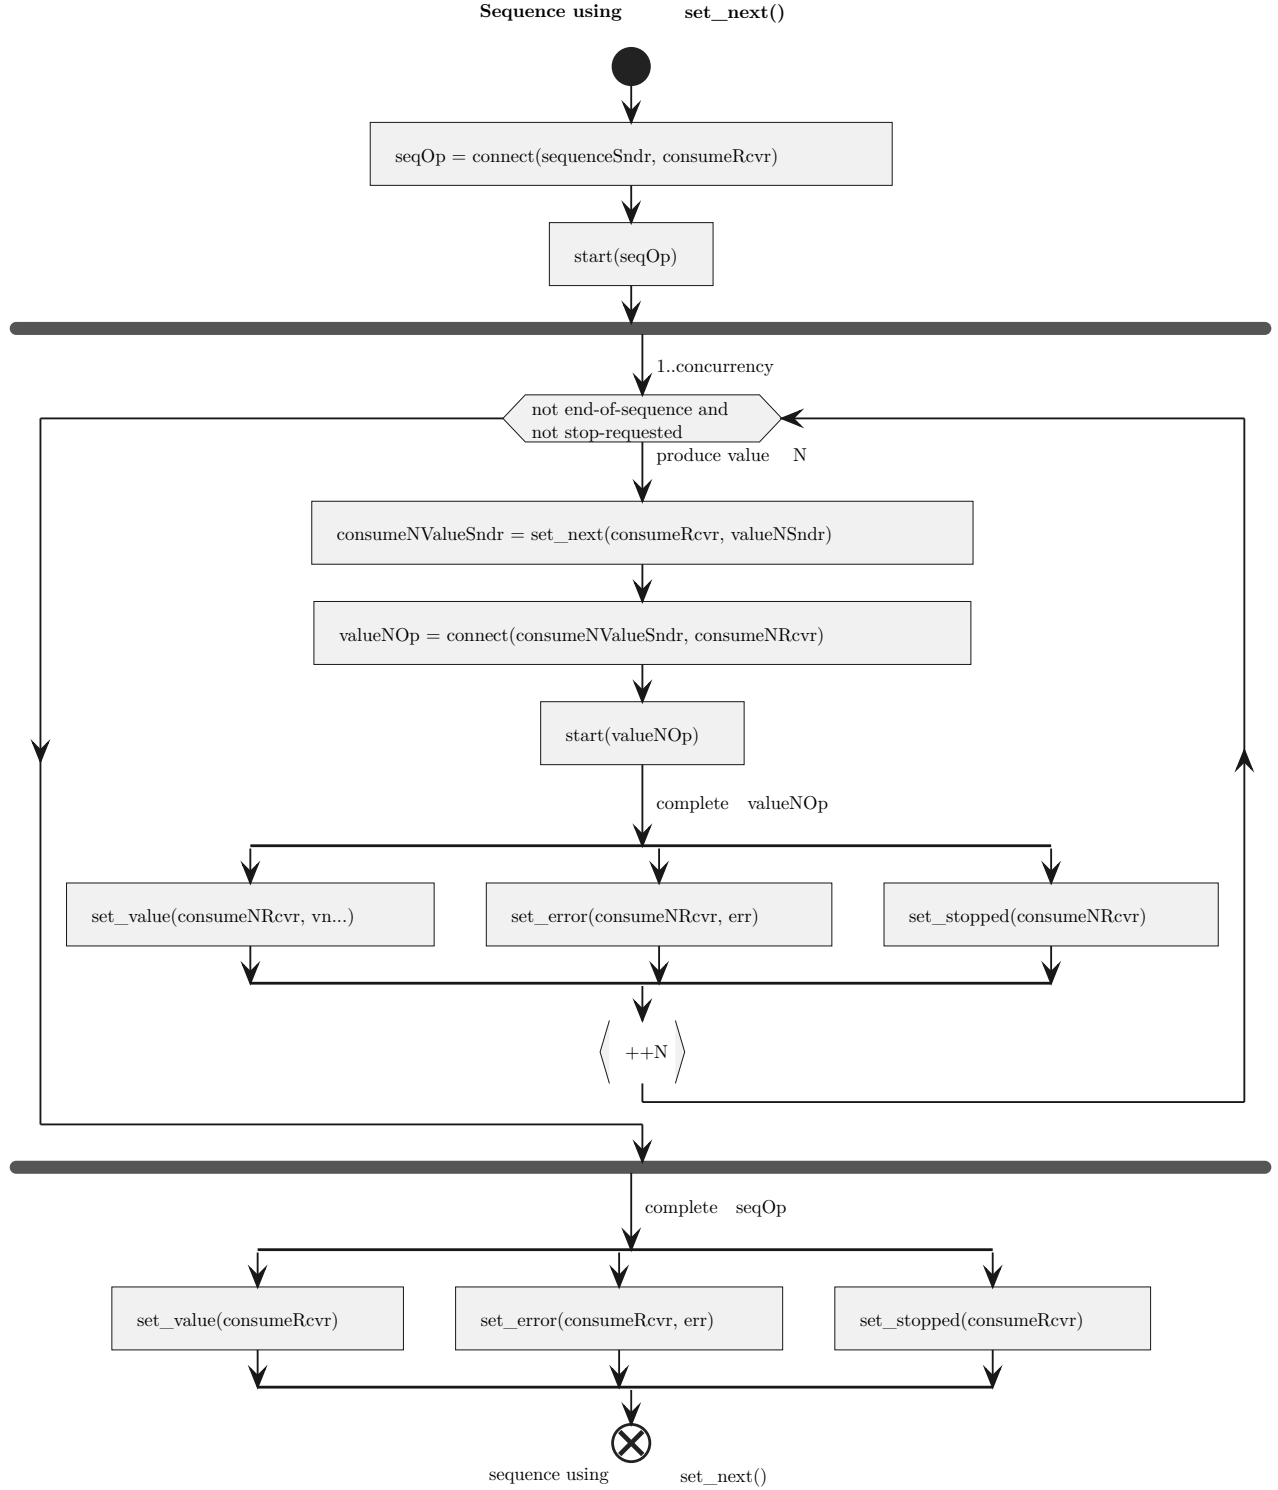 Sequence using set_next()
seqOp = connect(sequenceSndr, consumeRcvr)
start(seqOp)
1..concurrency
not end-of-sequence and
not stop-requested
produce value N
consumeNValueSndr = set_next(consumeRcvr, valueNSndr)
valueNOp = connect(consumeNValueSndr, consumeNRcvr)
start(valueNOp)
complete valueNOp
set_value(consumeNRcvr, vn...)
set_error(consumeNRcvr, err)
set_stopped(consumeNRcvr)
++N
complete seqOp
set_value(consumeRcvr)
set_error(consumeRcvr, err)
set_stopped(consumeRcvr)
sequence using set_next()